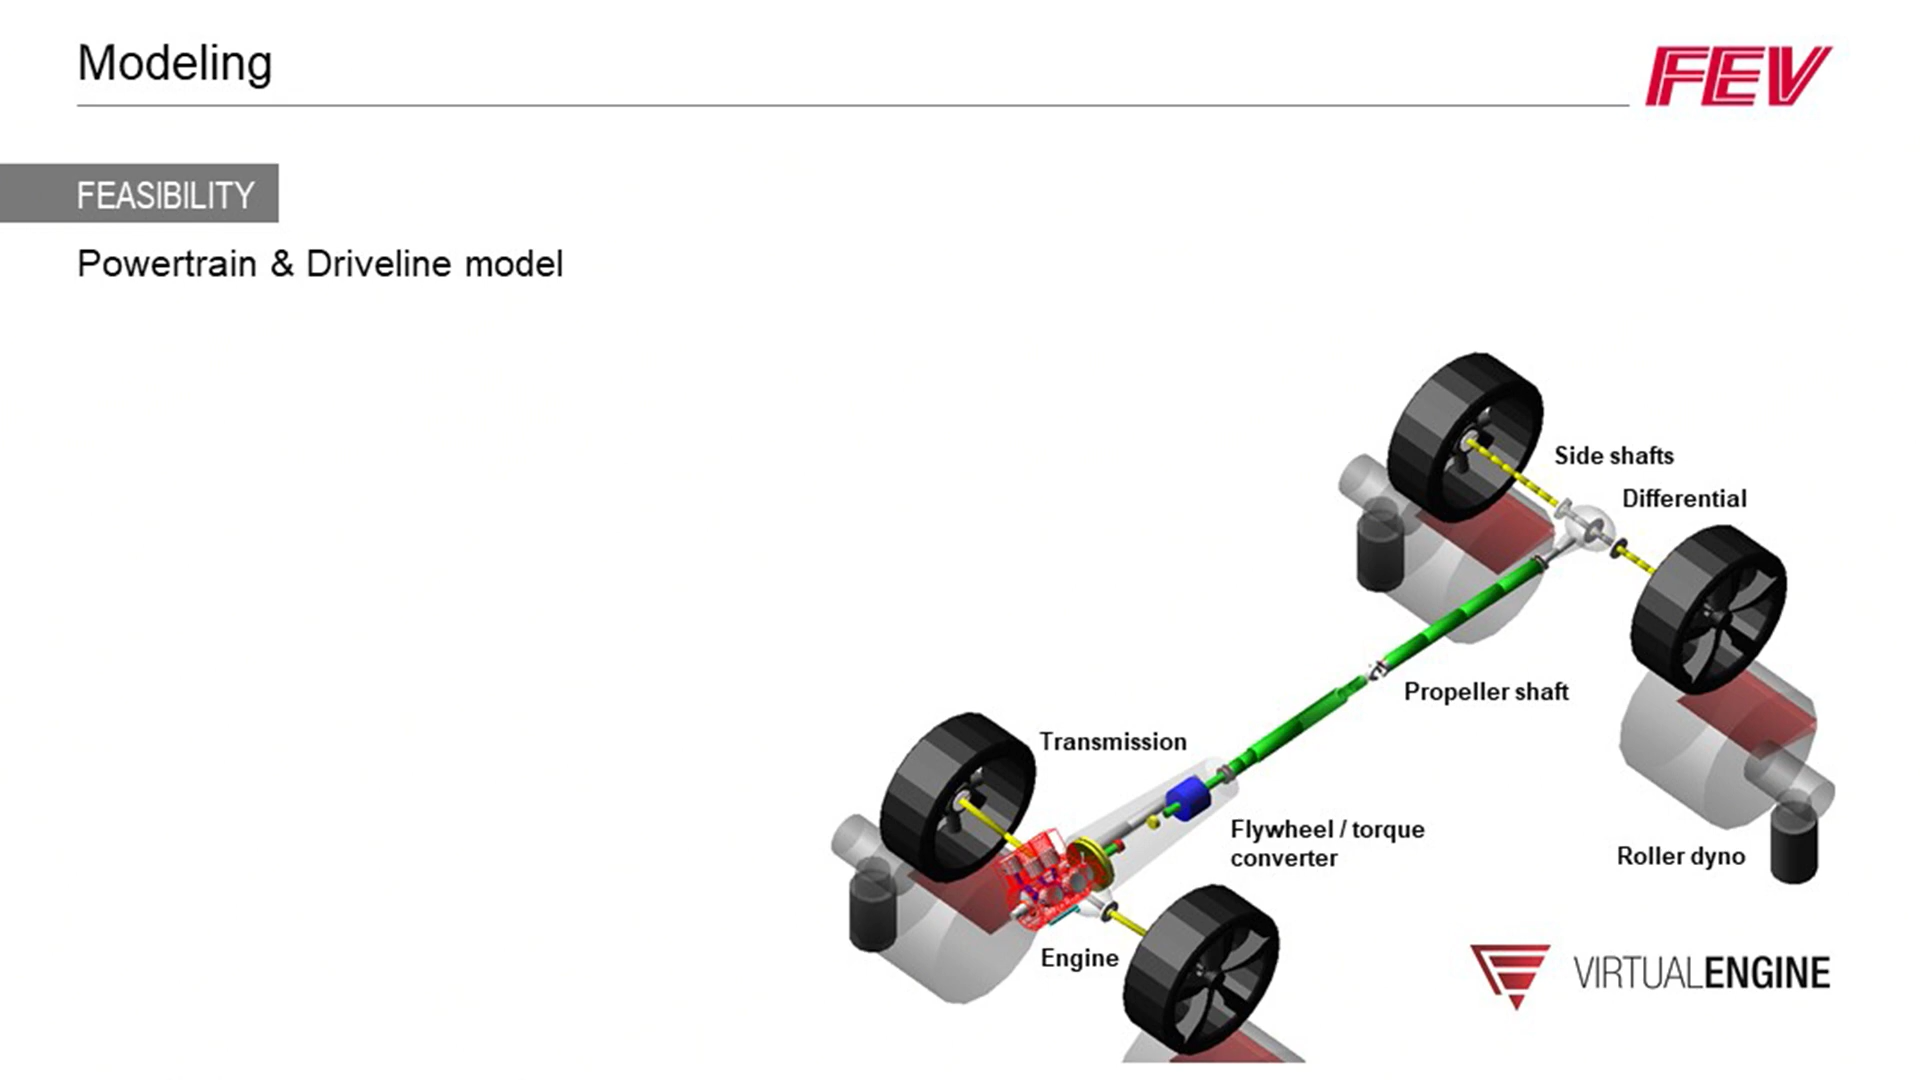 Modeling
FEV
FEASIBILITY
Powertrain & Driveline model
Side shafts
Differential
Propeller shaft
Transmission
Flywheel / torque
converter
Roller dyno
Engine
VIRTUALENGINE